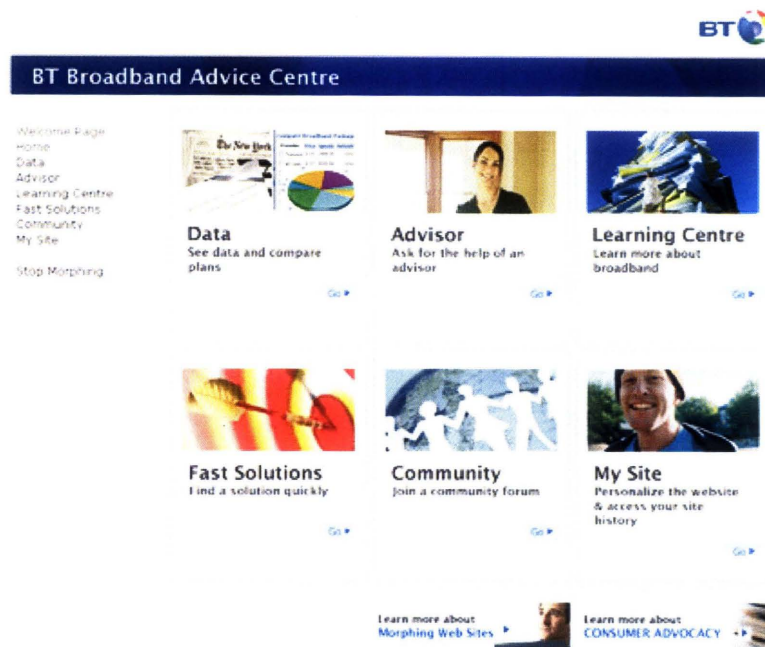 BT
BT Broadband Advice Centre
Welcome Page
Home
Data
Advisor
Learning Centre
Fast Solutions
Community
My Site
Stop Morphing
The New York
Data
See data and compare
plans
Go
Advisor
Ask for the help of an
advisor
Go
Learning Centre
Learn more about
broadband
Go
Fast Solutions
Find a solution quickly
Go
Community
Join a community forum
Go
My Site
Personalize the website
& access your site
history
Go
Learn more about
Morphing Web Sites
Learn more about
CONSUMER ADVOCACY